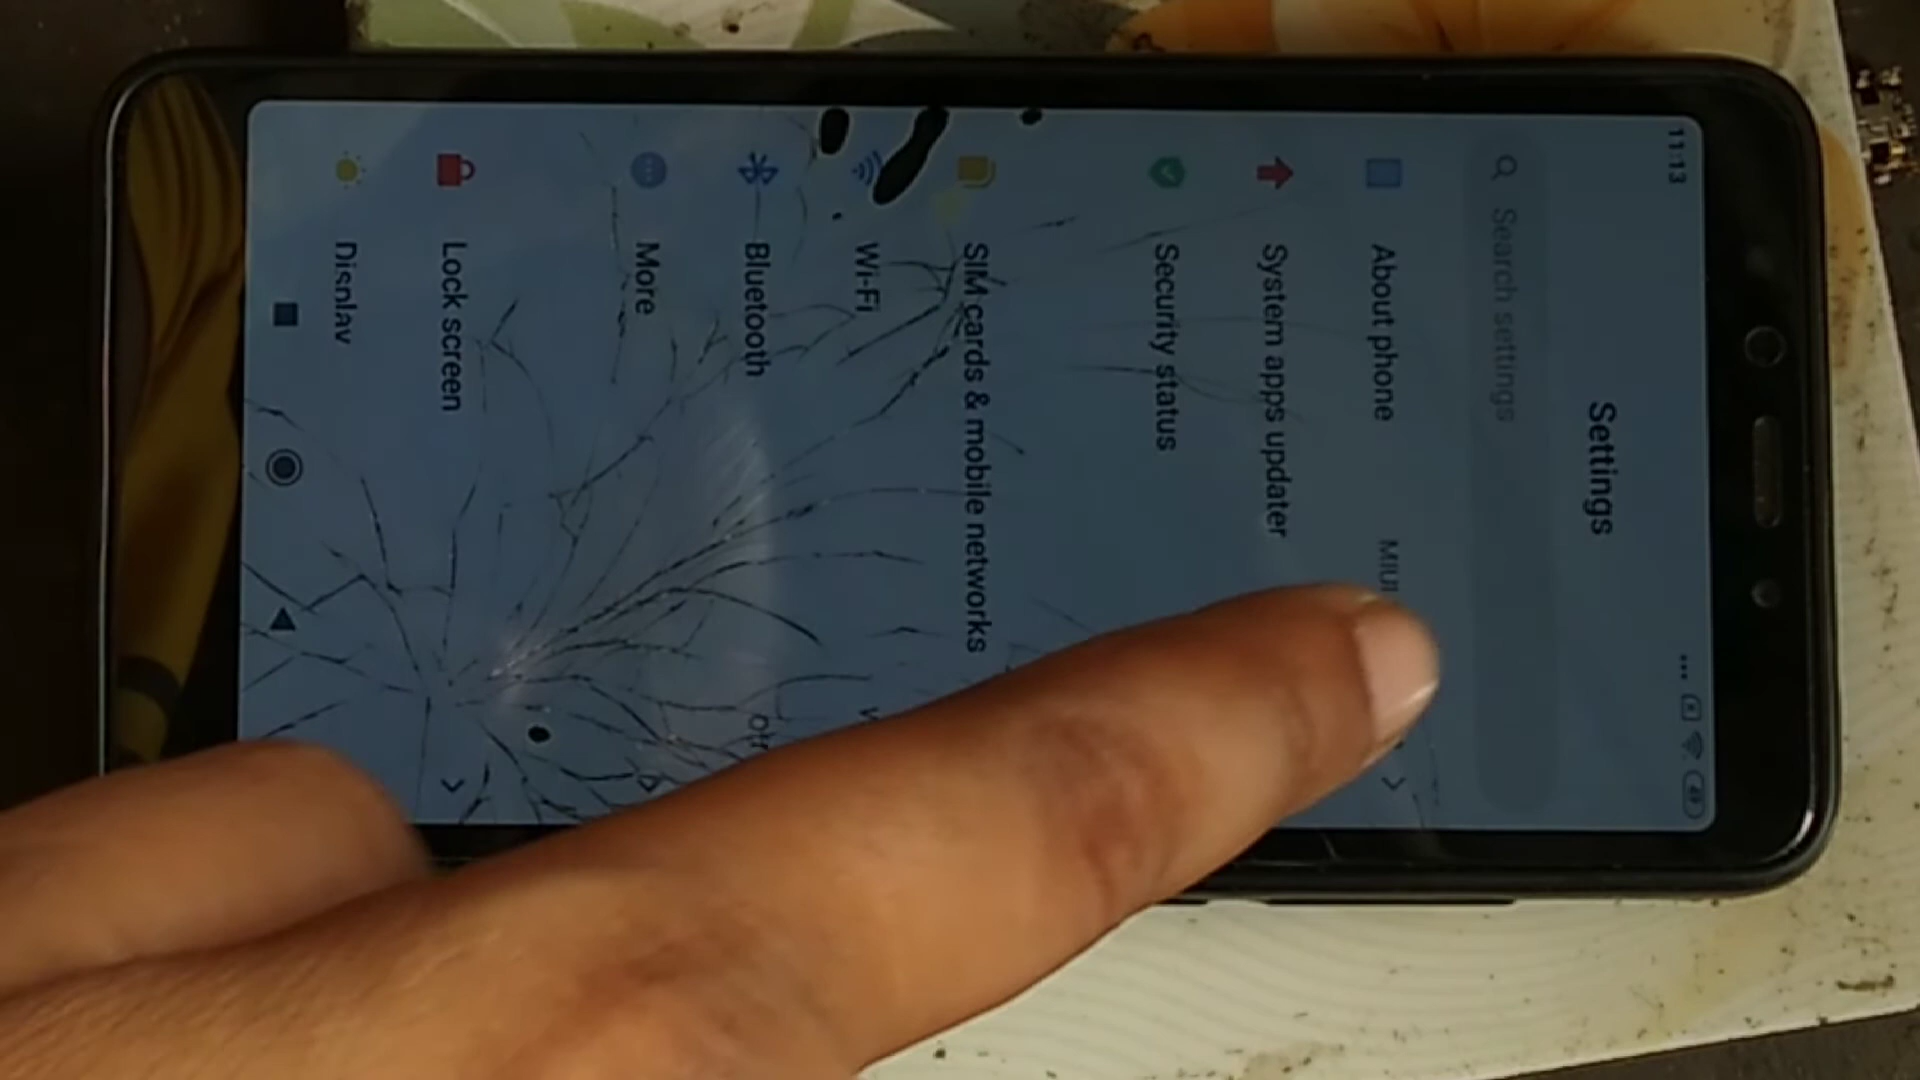 11:13
Settings
Search settings
About phone MIUI
System apps updater
Security status
SIM cards & mobile networks
Wi-Fi
Bluetooth
More
Lock screen
Display